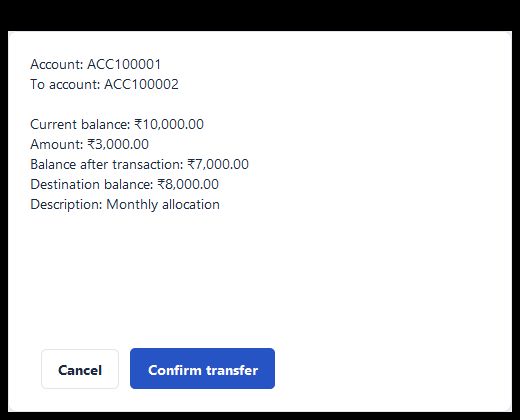 Account: ACC100001
To account: ACC100002
Current balance: ₹10,000.00
Amount: ₹3,000.00
Balance after transaction: ₹7,000.00
Destination balance: ₹8,000.00
Description: Monthly allocation
Cancel
Confirm transfer